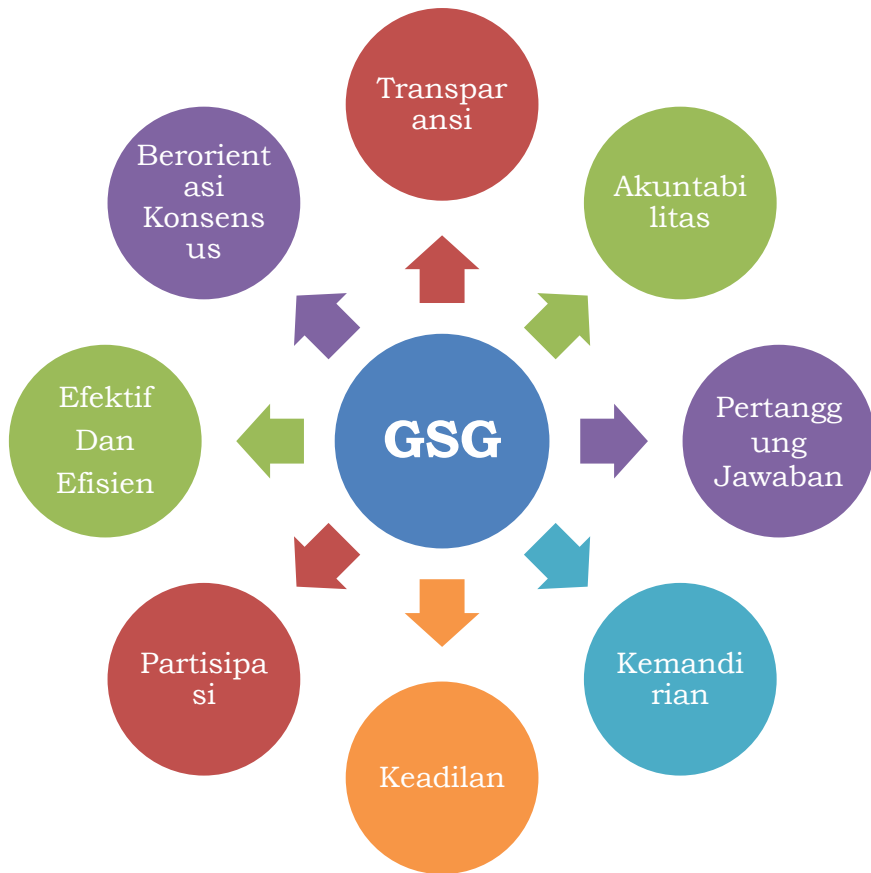 Transpar
ansi
Berorient
asi
Konsens
us
Akuntabi
litas
Efektif
Dan
Efisien
GSG
Pertangg
ung
Jawaban
Partisipa
si
Kemandi
rian
Keadilan